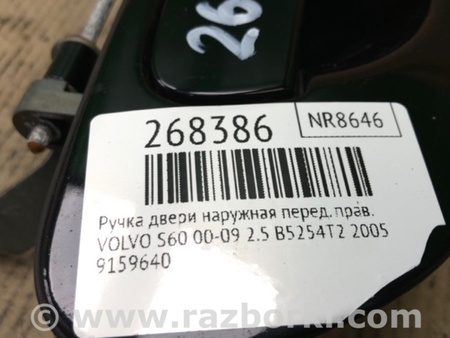 26
268386
NR8646
Ручка двери наружная перед. прав.
VOLVO S60 00-09 2.5 B5254T2 2005
9159640
www.razborki.com